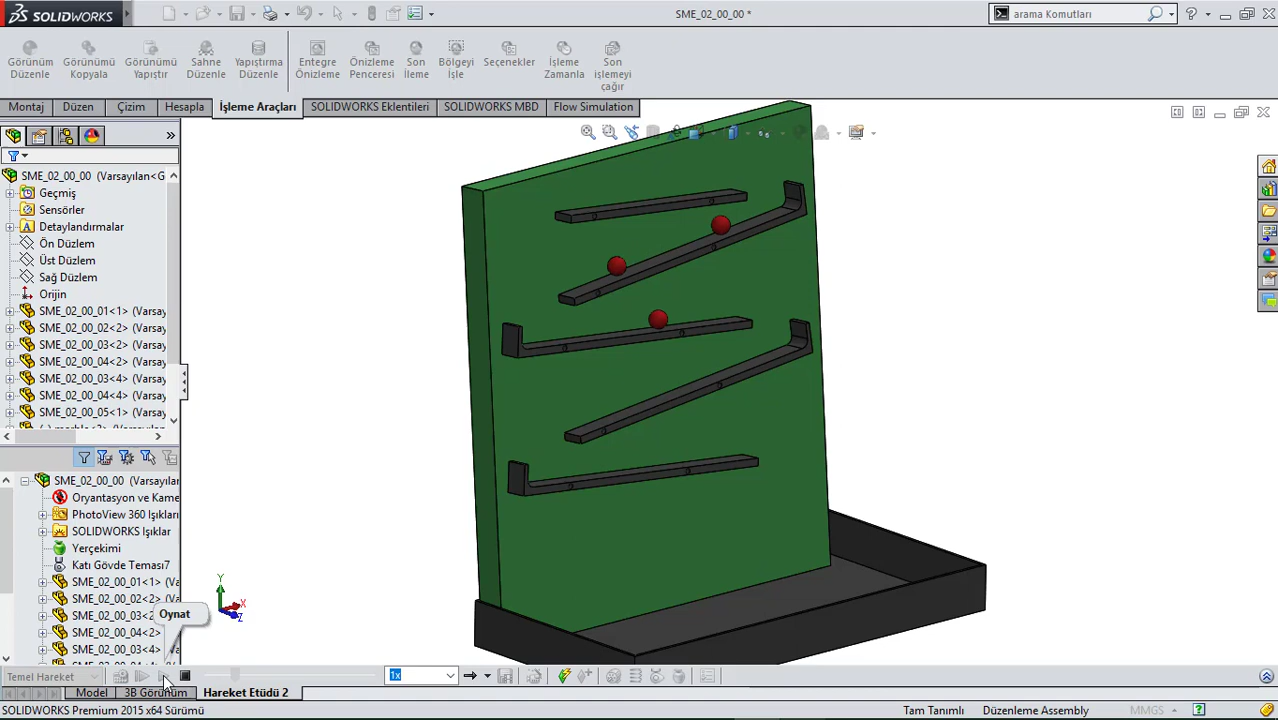 SOLIDWORKS
SME_02_00_00 *
arama Komutları
Görünüm Düzenle
Görünümü Kopyala
Görünümü Yapıştır
Sahne Düzenle
Yapıştırma Düzenle
Entegre Önizleme
Önizleme Penceresi
Son İleme
Bölgeyi İşle
Seçenekler
İşleme Zamanla
Son işlemeyi çağır
Montaj Düzen Çizim Hesapla İşleme Araçları SOLIDWORKS Eklentileri SOLIDWORKS MBD Flow Simulation
SME_02_00_00 (Varsayılan<G
Geçmiş
Sensörler
Detaylandırmalar
Ön Düzlem
Üst Düzlem
Sağ Düzlem
Orijin
SME_02_00_01<1> (Varsay
SME_02_00_02<2> (Varsay
SME_02_00_03<2> (Varsay
SME_02_00_04<2> (Varsay
SME_02_00_03<4> (Varsay
SME_02_00_04<4> (Varsay
SME_02_00_05<1> (Varsay
SME_02_00_00 (Varsayılan
Oryantasyon ve Kame
PhotoView 360 Işıkları
SOLIDWORKS Işıklar
Yerçekimi
Katı Gövde Teması7
SME_02_00_01<1> (Va
SME_02_00_02<2> (Va
SME_02_00_03<2
SME_02_00_04<2>
SME_02_00_03<4> (Va
Oynat
Y
X
Z
Temel Hareket
1x
Model 3B Görünüm Hareket Etüdü 2
SOLIDWORKS Premium 2015 x64 Sürümü
Tam Tanımlı Düzenleme Assembly MMGS